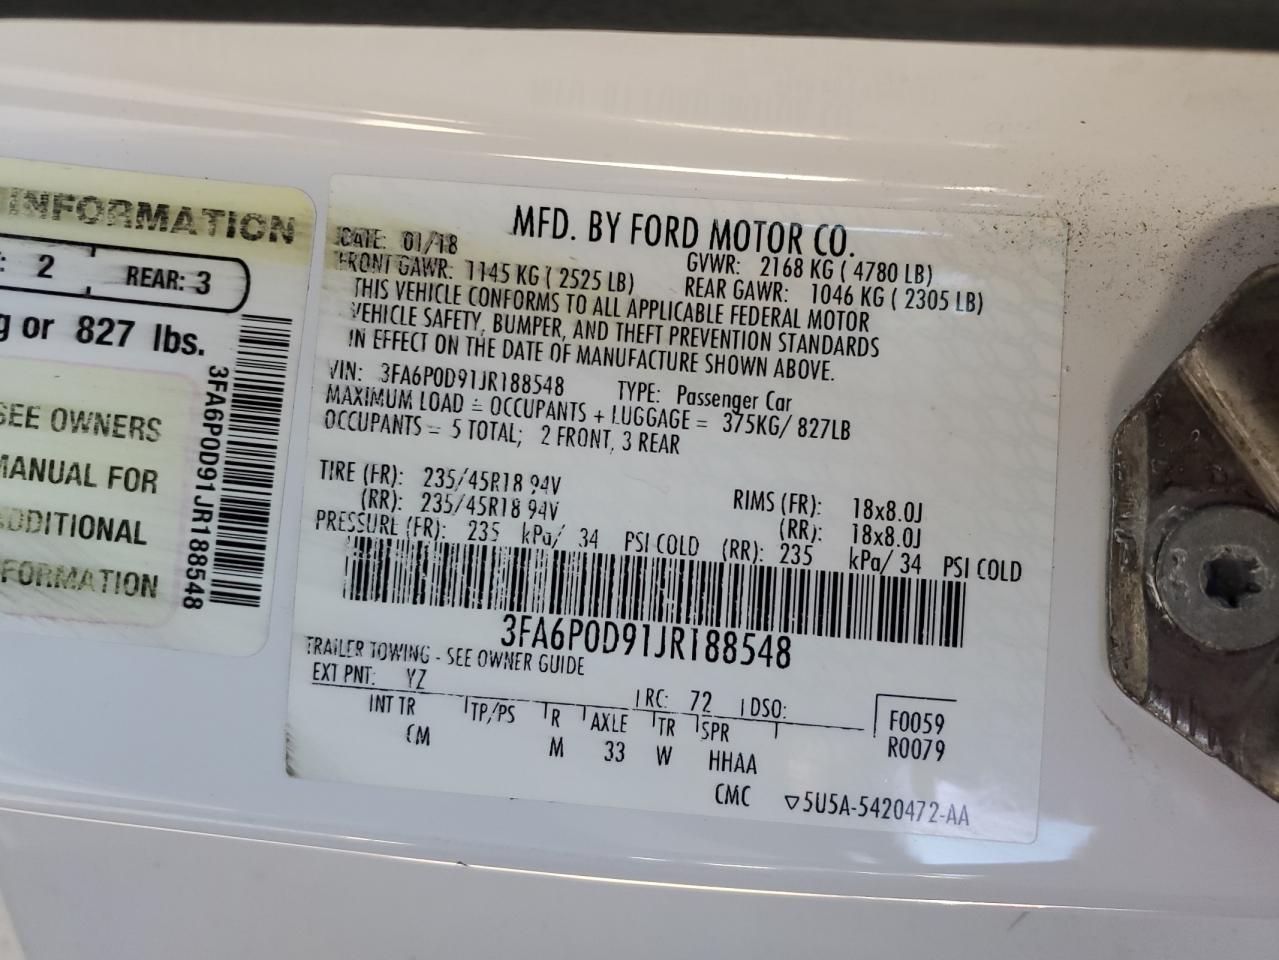 INFORMATION
: 2 REAR: 3
g or 827 lbs.
SEE OWNERS
MANUAL FOR
ADDITIONAL
FORMATION
3FA6P0D91JR188548
MFD. BY FORD MOTOR CO.
DATE: 01/18
GVWR: 2168 KG ( 4780 LB)
FRONT GAWR: 1145 KG ( 2525 LB)
REAR GAWR: 1046 KG ( 2305 LB)
THIS VEHICLE CONFORMS TO ALL APPLICABLE FEDERAL MOTOR
VEHICLE SAFETY, BUMPER, AND THEFT PREVENTION STANDARDS
IN EFFECT ON THE DATE OF MANUFACTURE SHOWN ABOVE.
VIN: 3FA6P0D91JR188548 TYPE: Passenger Car
MAXIMUM LOAD = OCCUPANTS + LUGGAGE = 375KG/ 827LB
OCCUPANTS = 5 TOTAL; 2 FRONT, 3 REAR
TIRE (FR): 235/45R18 94V RIMS (FR): 18x8.0J
(RR): 235/45R18 94V (RR): 18x8.0J
PRESSURE (FR): 235 kPa/ 34 PSI COLD (RR): 235 kPa/ 34 PSI COLD
3FA6P0D91JR188548
TRAILER TOWING - SEE OWNER GUIDE
EXT PNT: YZ RC: 72 DSO:
INT TR TP/PS R AXLE TR SPR
CM M 33 W HHAA
CMC
F0059
R0079
▽5U5A-5420472-AA